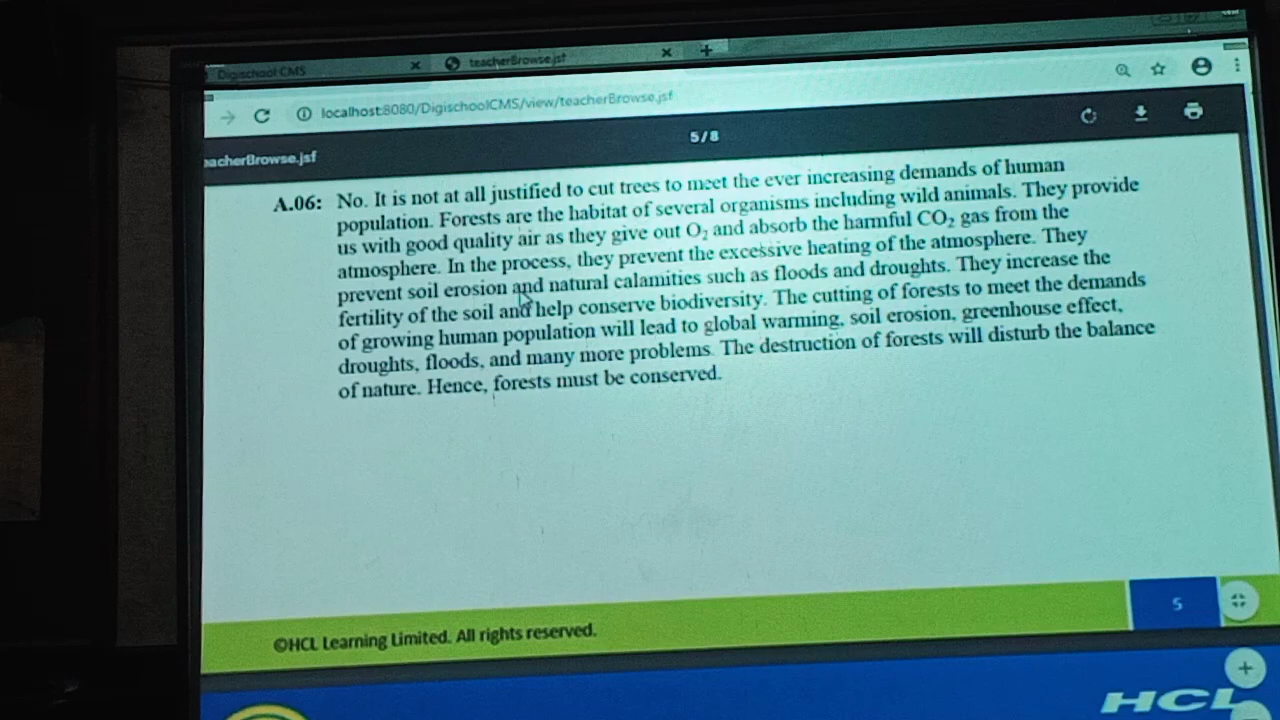 Digischool CMS
teacherBrowse.jsf
localhost:8080/DigischoolCMS/view/teacherBrowse.jsf
eacherBrowse.jsf
5/8
A.06: No. It is not at all justified to cut trees to meet the ever increasing demands of human
population. Forests are the habitat of several organisms including wild animals. They provide
us with good quality air as they give out O₂ and absorb the harmful CO₂ gas from the
atmosphere. In the process, they prevent the excessive heating of the atmosphere. They
prevent soil erosion and natural calamities such as floods and droughts. They increase the
fertility of the soil and help conserve biodiversity. The cutting of forests to meet the demands
of growing human population will lead to global warming, soil erosion, greenhouse effect,
droughts, floods, and many more problems. The destruction of forests will disturb the balance
of nature. Hence, forests must be conserved.
5
©HCL Learning Limited. All rights reserved.
HCL